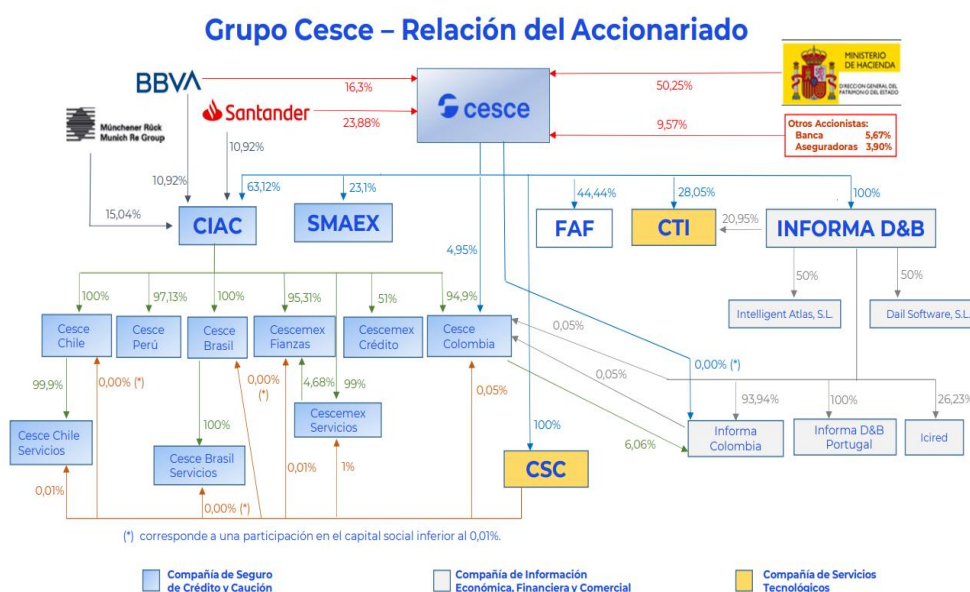 Grupo Cesce – Relación del Accionariado
BBVA
16,3%
Santander
23,88%
cesce
50,25%
MINISTERIO
DE HACIENDA
DIRECCION GENERAL DEL
PATRIMONIO DEL ESTADO
9,57%
Otros Accionistas:
Banca 5,67%
Aseguradoras 3,90%
Münchener Rück
Munich Re Group
10,92%
10,92%
63,12%
23,1%
44,44%
28,05%
100%
15,04%
CIAC
SMAEX
FAF
CTI
20,95%
INFORMA D&B
4,95%
50%
50%
100%
97,13%
100%
95,31%
51%
94,9%
Intelligent Atlas, S.L.
Dail Software, S.L.
Cesce
Chile
Cesce
Perú
Cesce
Brasil
Cescemex
Fianzas
Cescemex
Crédito
Cesce
Colombia
0,05%
0,05%
0,00% (*)
99,9%
0,00% (*)
0,00%
(*)
4,68%
99%
0,05%
93,94%
100%
26,23%
Cesce Chile
Servicios
100%
Cescemex
Servicios
100%
6,06%
Informa
Colombia
Informa D&B
Portugal
Icired
Cesce Brasil
Servicios
0,01%
1%
CSC
0,01%
0,00% (*)
(*) corresponde a una participación en el capital social inferior al 0,01%.
Compañía de Seguro
de Crédito y Caución
Compañía de Información
Económica, Financiera y Comercial
Compañía de Servicios
Tecnológicos